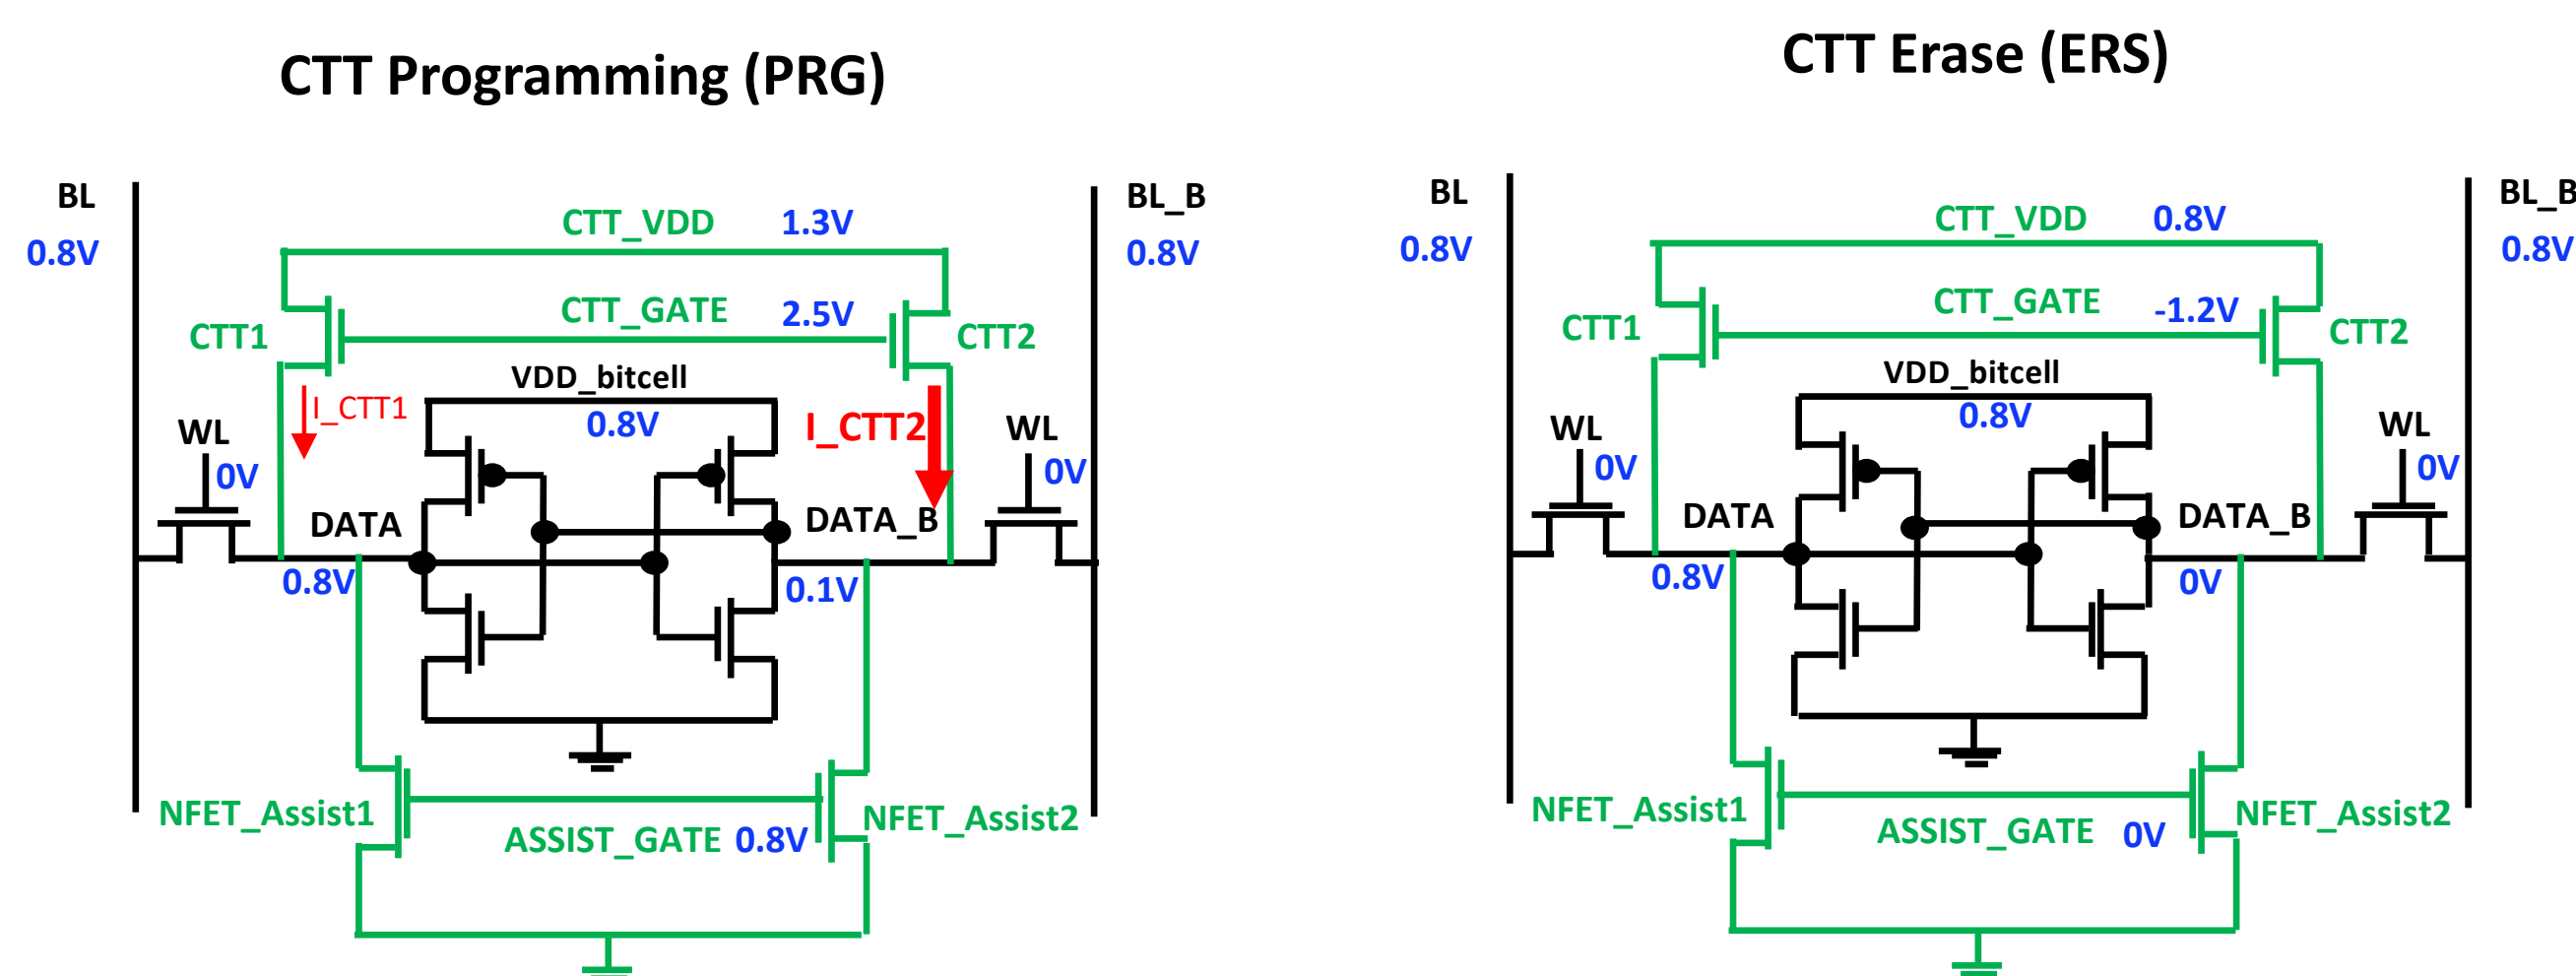 CTT Programming (PRG)
BL
0.8V
CTT_VDD 1.3V
BL_B
0.8V
CTT1
CTT_GATE 2.5V
CTT2
I_CTT1
VDD_bitcell
0.8V
I_CTT2
WL
0V
WL
0V
DATA
0.8V
DATA_B
0.1V
NFET_Assist1
ASSIST_GATE 0.8V
NFET_Assist2
CTT Erase (ERS)
BL
0.8V
CTT_VDD 0.8V
BL_B
0.8V
CTT1
CTT_GATE -1.2V
CTT2
VDD_bitcell
0.8V
WL
0V
WL
0V
DATA
0.8V
DATA_B
0V
NFET_Assist1
ASSIST_GATE 0V
NFET_Assist2